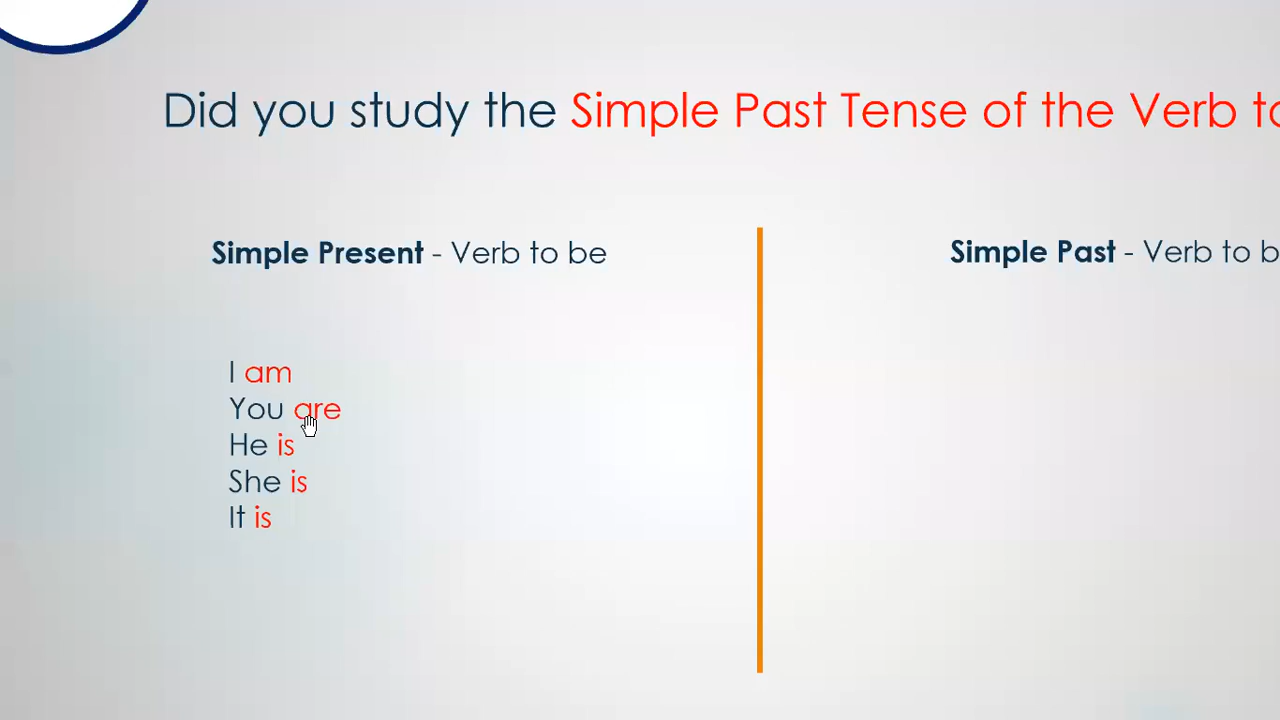 Did you study the Simple Past Tense of the Verb
Simple Present - Verb to be
Simple Past - Verb to
I am
You are
He is
She is
It is